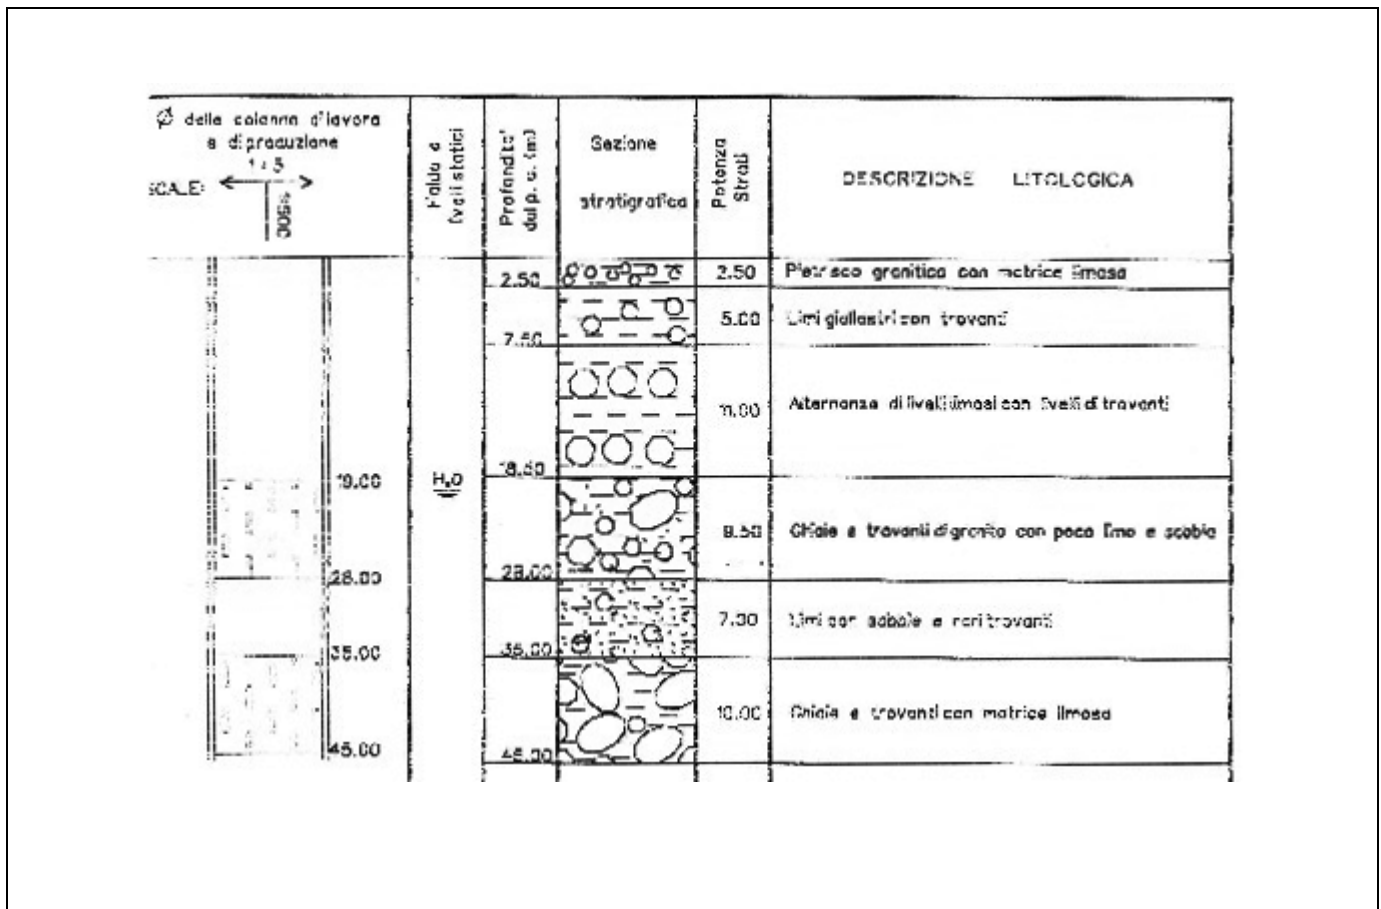 Ø della colonna d'lavoro
e di produzione
1 : 5
SCALE:
Falda e
livelli statici
Profondita'
dal p. c. (m)
Sezione
stratigrafica
Potenza
Strati
DESCRIZIONE LITOLOGICA
2.50
2.50
Pietrisco granitico con matrice limosa
7.50
5.00
Limi giallastri con trovanti
18.50
11.00
Alternanza di livelli limosi con livelli di trovanti
19.00
28.00
H₂O
28.00
9.50
Ghiaie e trovanti di granito con poco limo e sabbia
35.00
35.00
7.00
Limi con sabbie e rari trovanti
45.00
45.00
10.00
Ghiaie e trovanti con matrice limosa